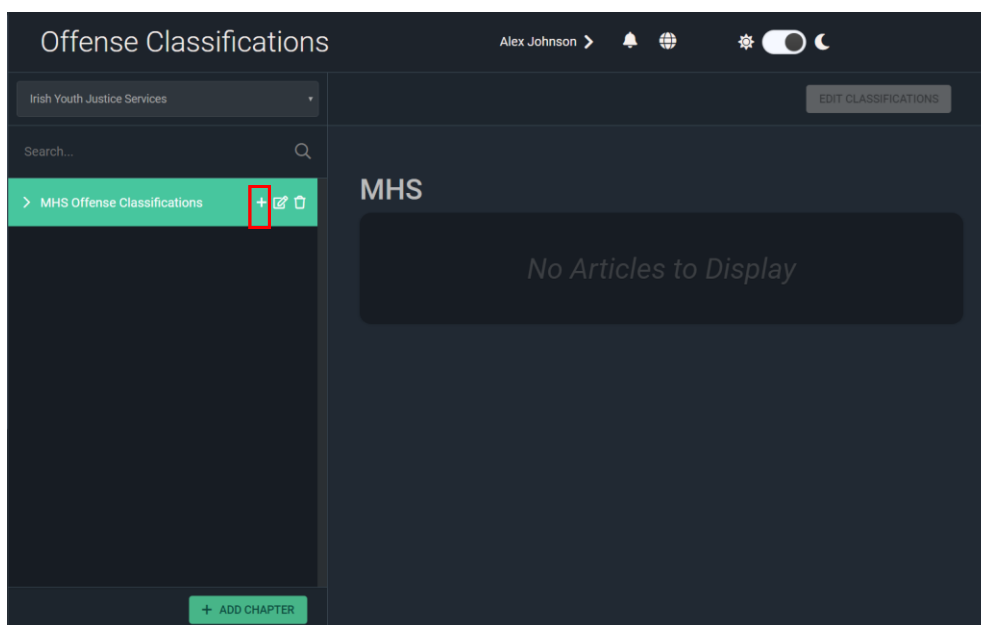 Offense Classifications
Alex Johnson
Irish Youth Justice Services
EDIT CLASSIFICATIONS
Search...
MHS Offense Classifications
MHS
No Articles to Display
+ ADD CHAPTER